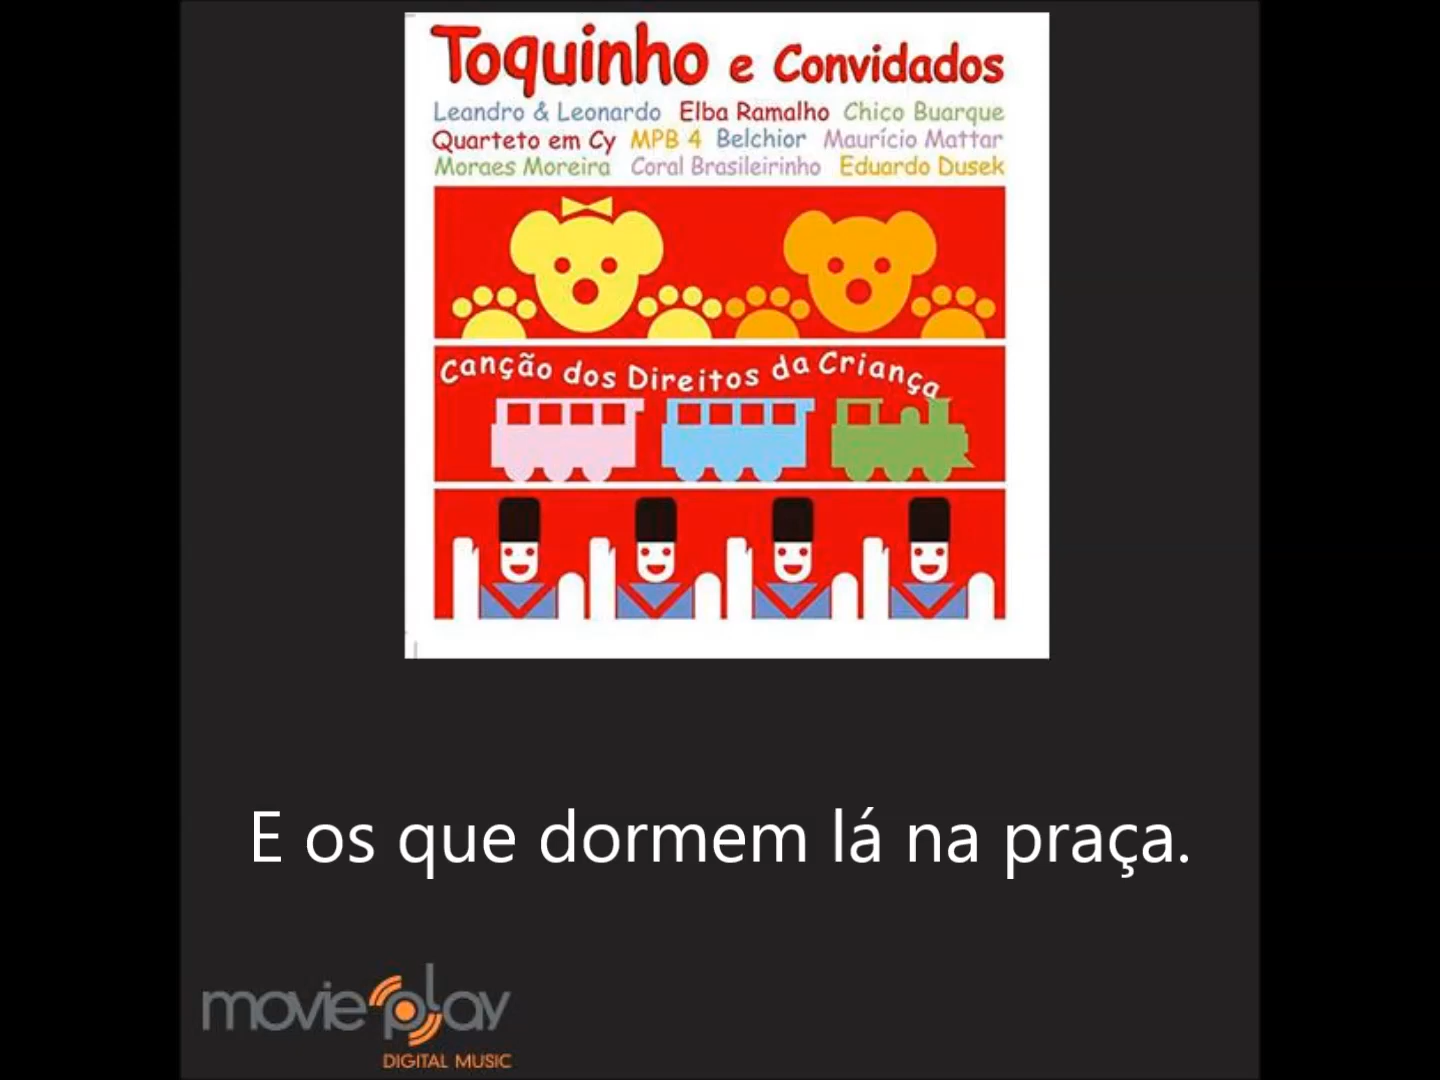 Toquinho e Convidados
Leandro & Leonardo Elba Ramalho Chico Buarque
Quarteto em Cy MPB 4 Belchior Maurício Mattar
Moraes Moreira Coral Brasileirinho Eduardo Dusek
Canção dos Direitos da Criança
E os que dormem lá na praça.
movieplay
DIGITAL MUSIC